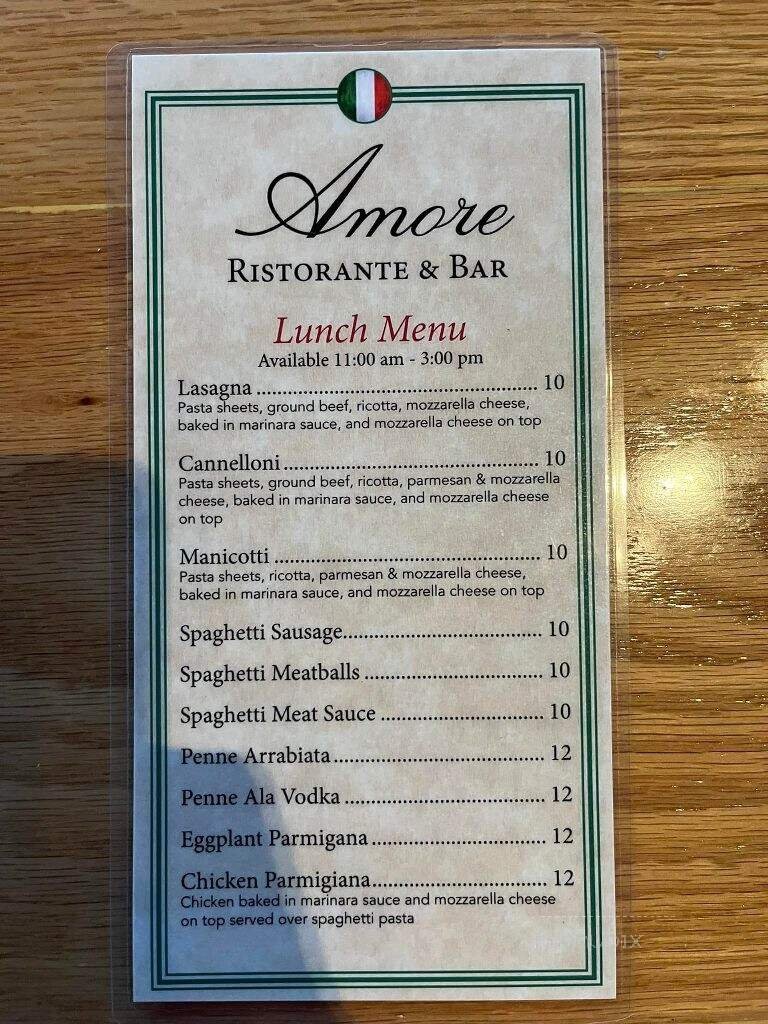 Amore
RISTORANTE & BAR
Lunch Menu
Available 11:00 am - 3:00 pm
Lasagna ........................................................ 10
Pasta sheets, ground beef, ricotta, mozzarella cheese,
baked in marinara sauce, and mozzarella cheese on top
Cannelloni ................................................... 10
Pasta sheets, ground beef, ricotta, parmesan & mozzarella
cheese, baked in marinara sauce, and mozzarella cheese
on top
Manicotti ..................................................... 10
Pasta sheets, ricotta, parmesan & mozzarella cheese,
baked in marinara sauce, and mozzarella cheese on top
Spaghetti Sausage........................................ 10
Spaghetti Meatballs .................................... 10
Spaghetti Meat Sauce ................................. 10
Penne Arrabiata ........................................... 12
Penne Ala Vodka ........................................ 12
Eggplant Parmigana ................................... 12
Chicken Parmigiana................................... 12
Chicken baked in marinara sauce and mozzarella cheese
on top served over spaghetti pasta